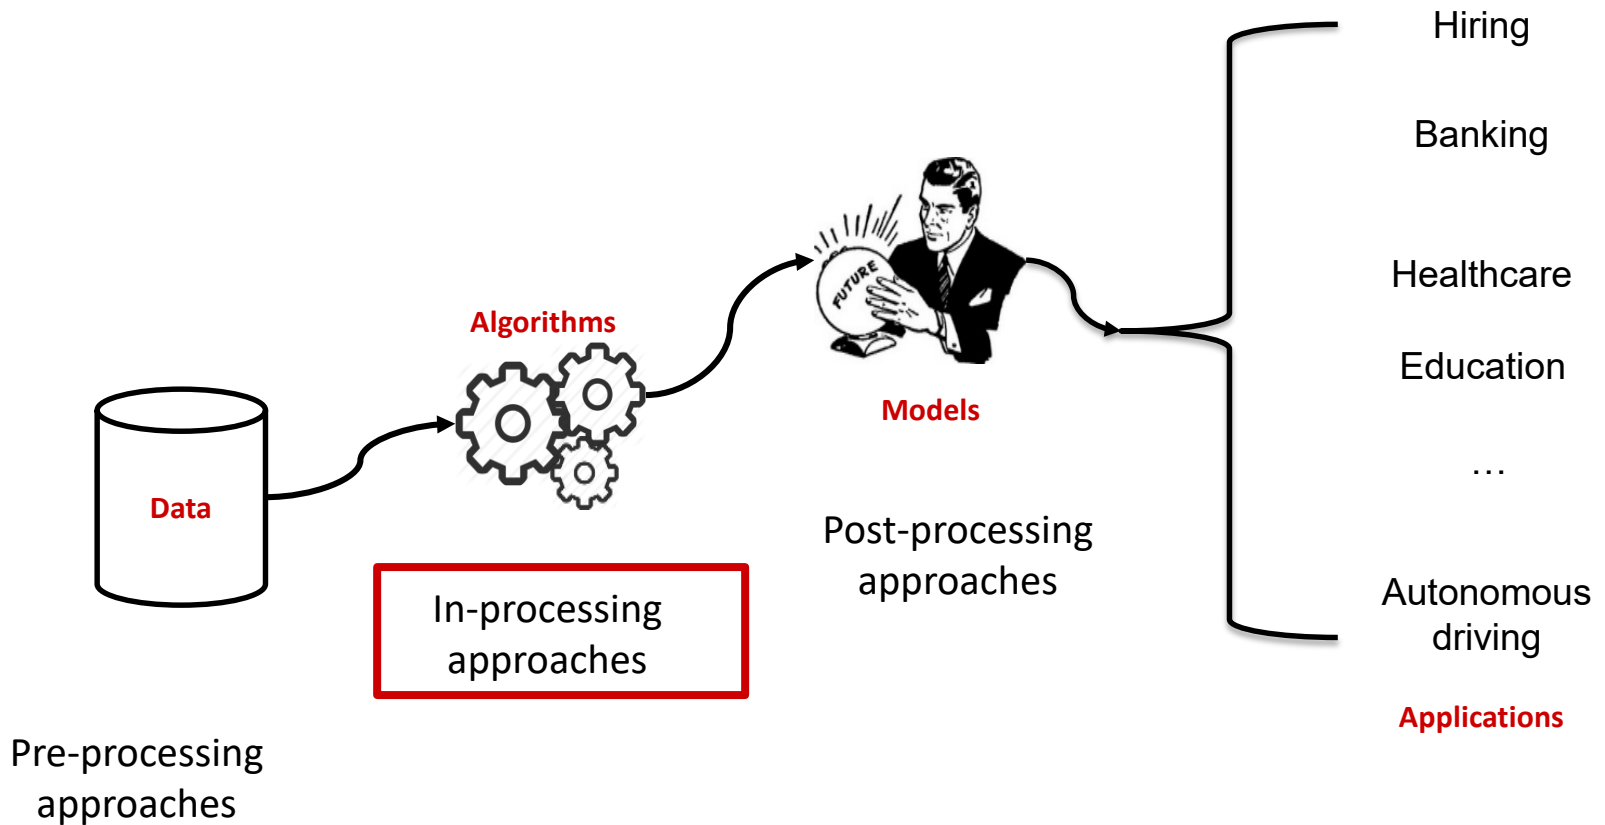 Data
Pre-processing
approaches
Algorithms
In-processing
approaches
FUTURE
Models
Post-processing
approaches
Hiring
Banking
Healthcare
Education
…
Autonomous
driving
Applications